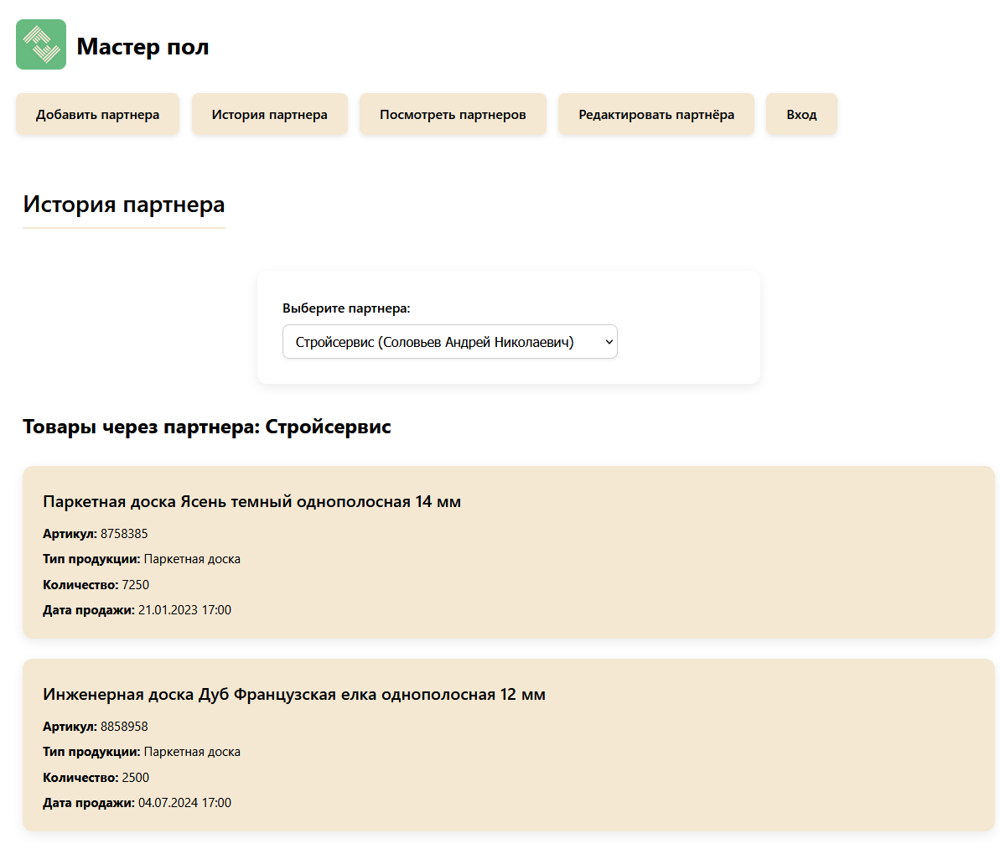 Мастер пол
Добавить партнера
История партнера
Посмотреть партнеров
Редактировать партнёра
Вход
История партнера
Выберите партнера:
Стройсервис (Соловьев Андрей Николаевич)
Товары через партнера: Стройсервис
Паркетная доска Ясень темный однополосная 14 мм
Артикул: 8758385
Тип продукции: Паркетная доска
Количество: 7250
Дата продажи: 21.01.2023 17:00
Инженерная доска Дуб Французская елка однополосная 12 мм
Артикул: 8858958
Тип продукции: Паркетная доска
Количество: 2500
Дата продажи: 04.07.2024 17:00